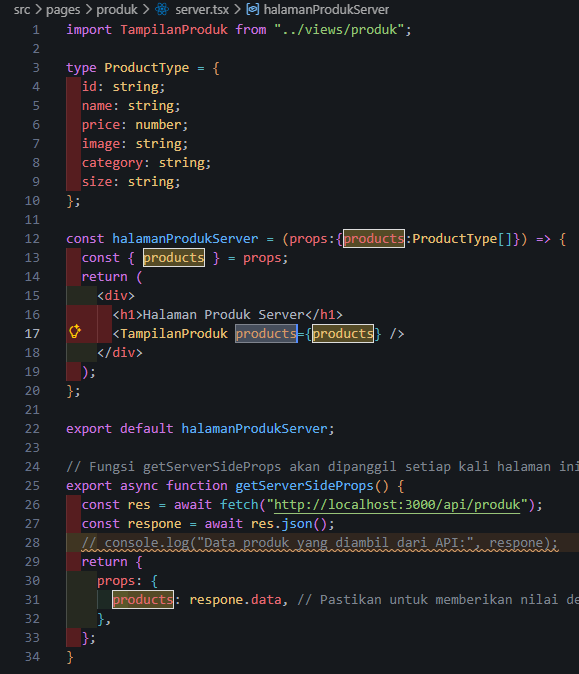 src > pages > produk > server.tsx > halamanProdukServer
1 import TampilanProduk from "../views/produk";
2
3 type ProductType = {
4 id: string;
5 name: string;
6 price: number;
7 image: string;
8 category: string;
9 size: string;
10 };
11
12 const halamanProdukServer = (props:{products:ProductType[]}) => {
13 const { products } = props;
14 return (
15 <div>
16 <h1>Halaman Produk Server</h1>
17 <TampilanProduk products={products} />
18 </div>
19 );
20 };
21
22 export default halamanProdukServer;
23
24 // Fungsi getServerSideProps akan dipanggil setiap kali halaman ini
25 export async function getServerSideProps() {
26 const res = await fetch("http://localhost:3000/api/produk");
27 const respone = await res.json();
28 // console.log("Data produk yang diambil dari API:", respone);
29 return {
30 props: {
31 products: respone.data, // Pastikan untuk memberikan nilai de
32 },
33 };
34 }